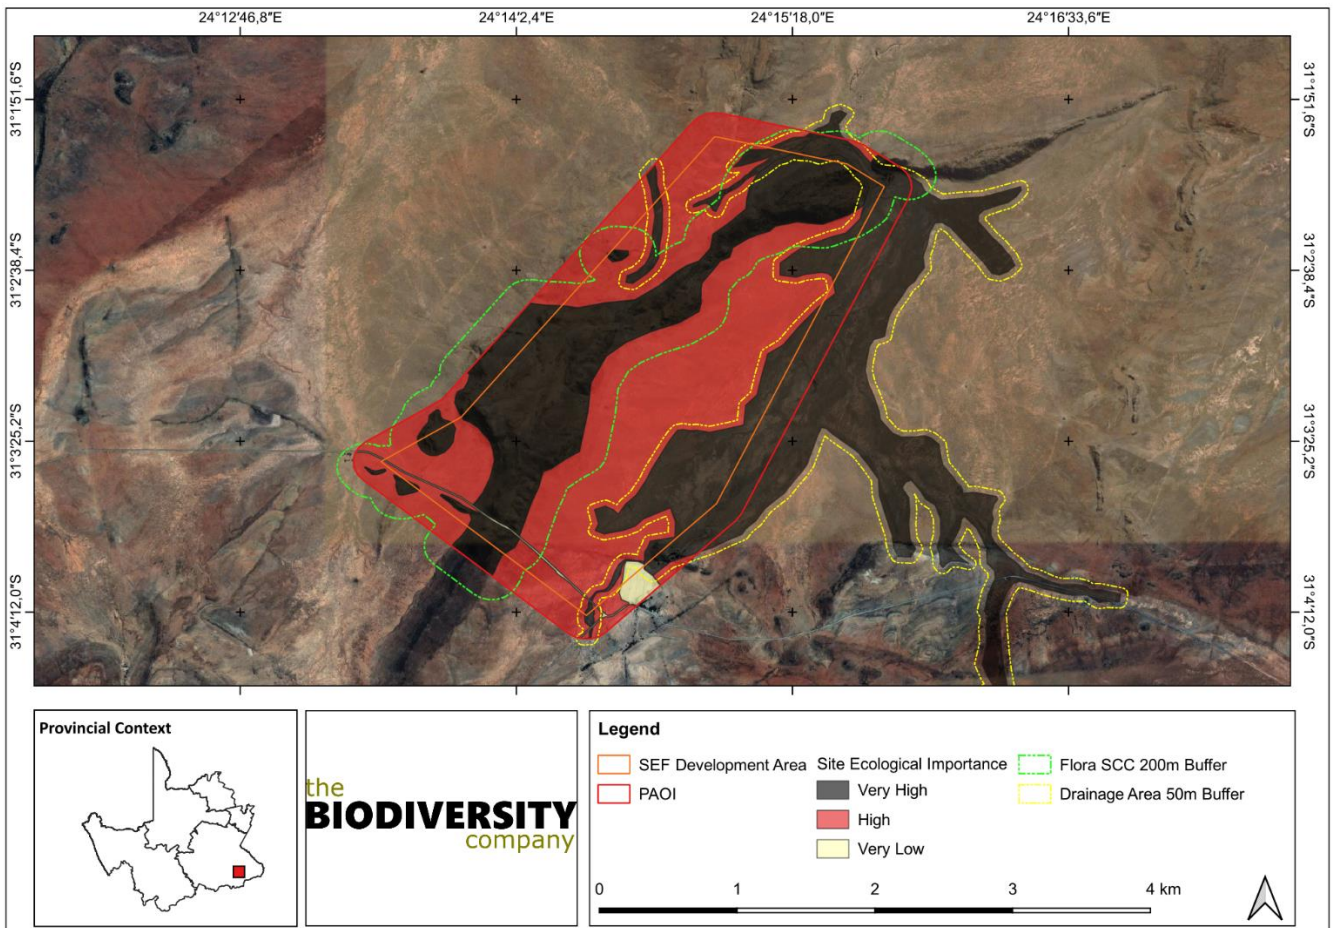 24°12'46,8"E 24°14'2,4"E 24°15'18,0"E 24°16'33,6"E
31°1'51,6"S 31°1'51,6"S
31°2'38,4"S 31°2'38,4"S
31°3'25,2"S 31°3'25,2"S
31°4'12,0"S 31°4'12,0"S
Provincial Context
the
BIODIVERSITY
company
Legend
SEF Development Area
PAOI
Site Ecological Importance
Very High
High
Very Low
Flora SCC 200m Buffer
Drainage Area 50m Buffer
0 1 2 3 4 km